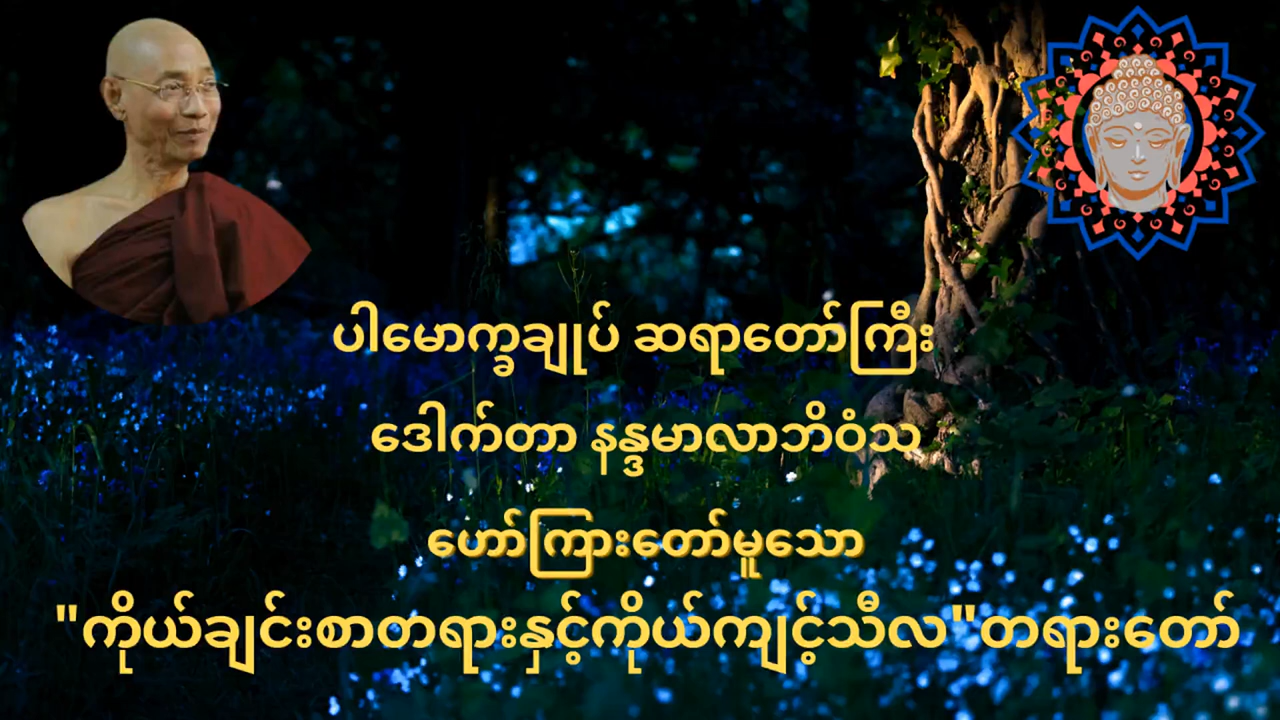 ပါမောက္ခချုပ် ဆရာတော်ကြီး
ဒေါက်တာ နန္ဒမာလာဘိဝံသ
ဟော်ကြားတော်မူသော
"ကိုယ်ချင်းစာတရားနှင့်ကိုယ်ကျင့်သီလ"တရားတော်